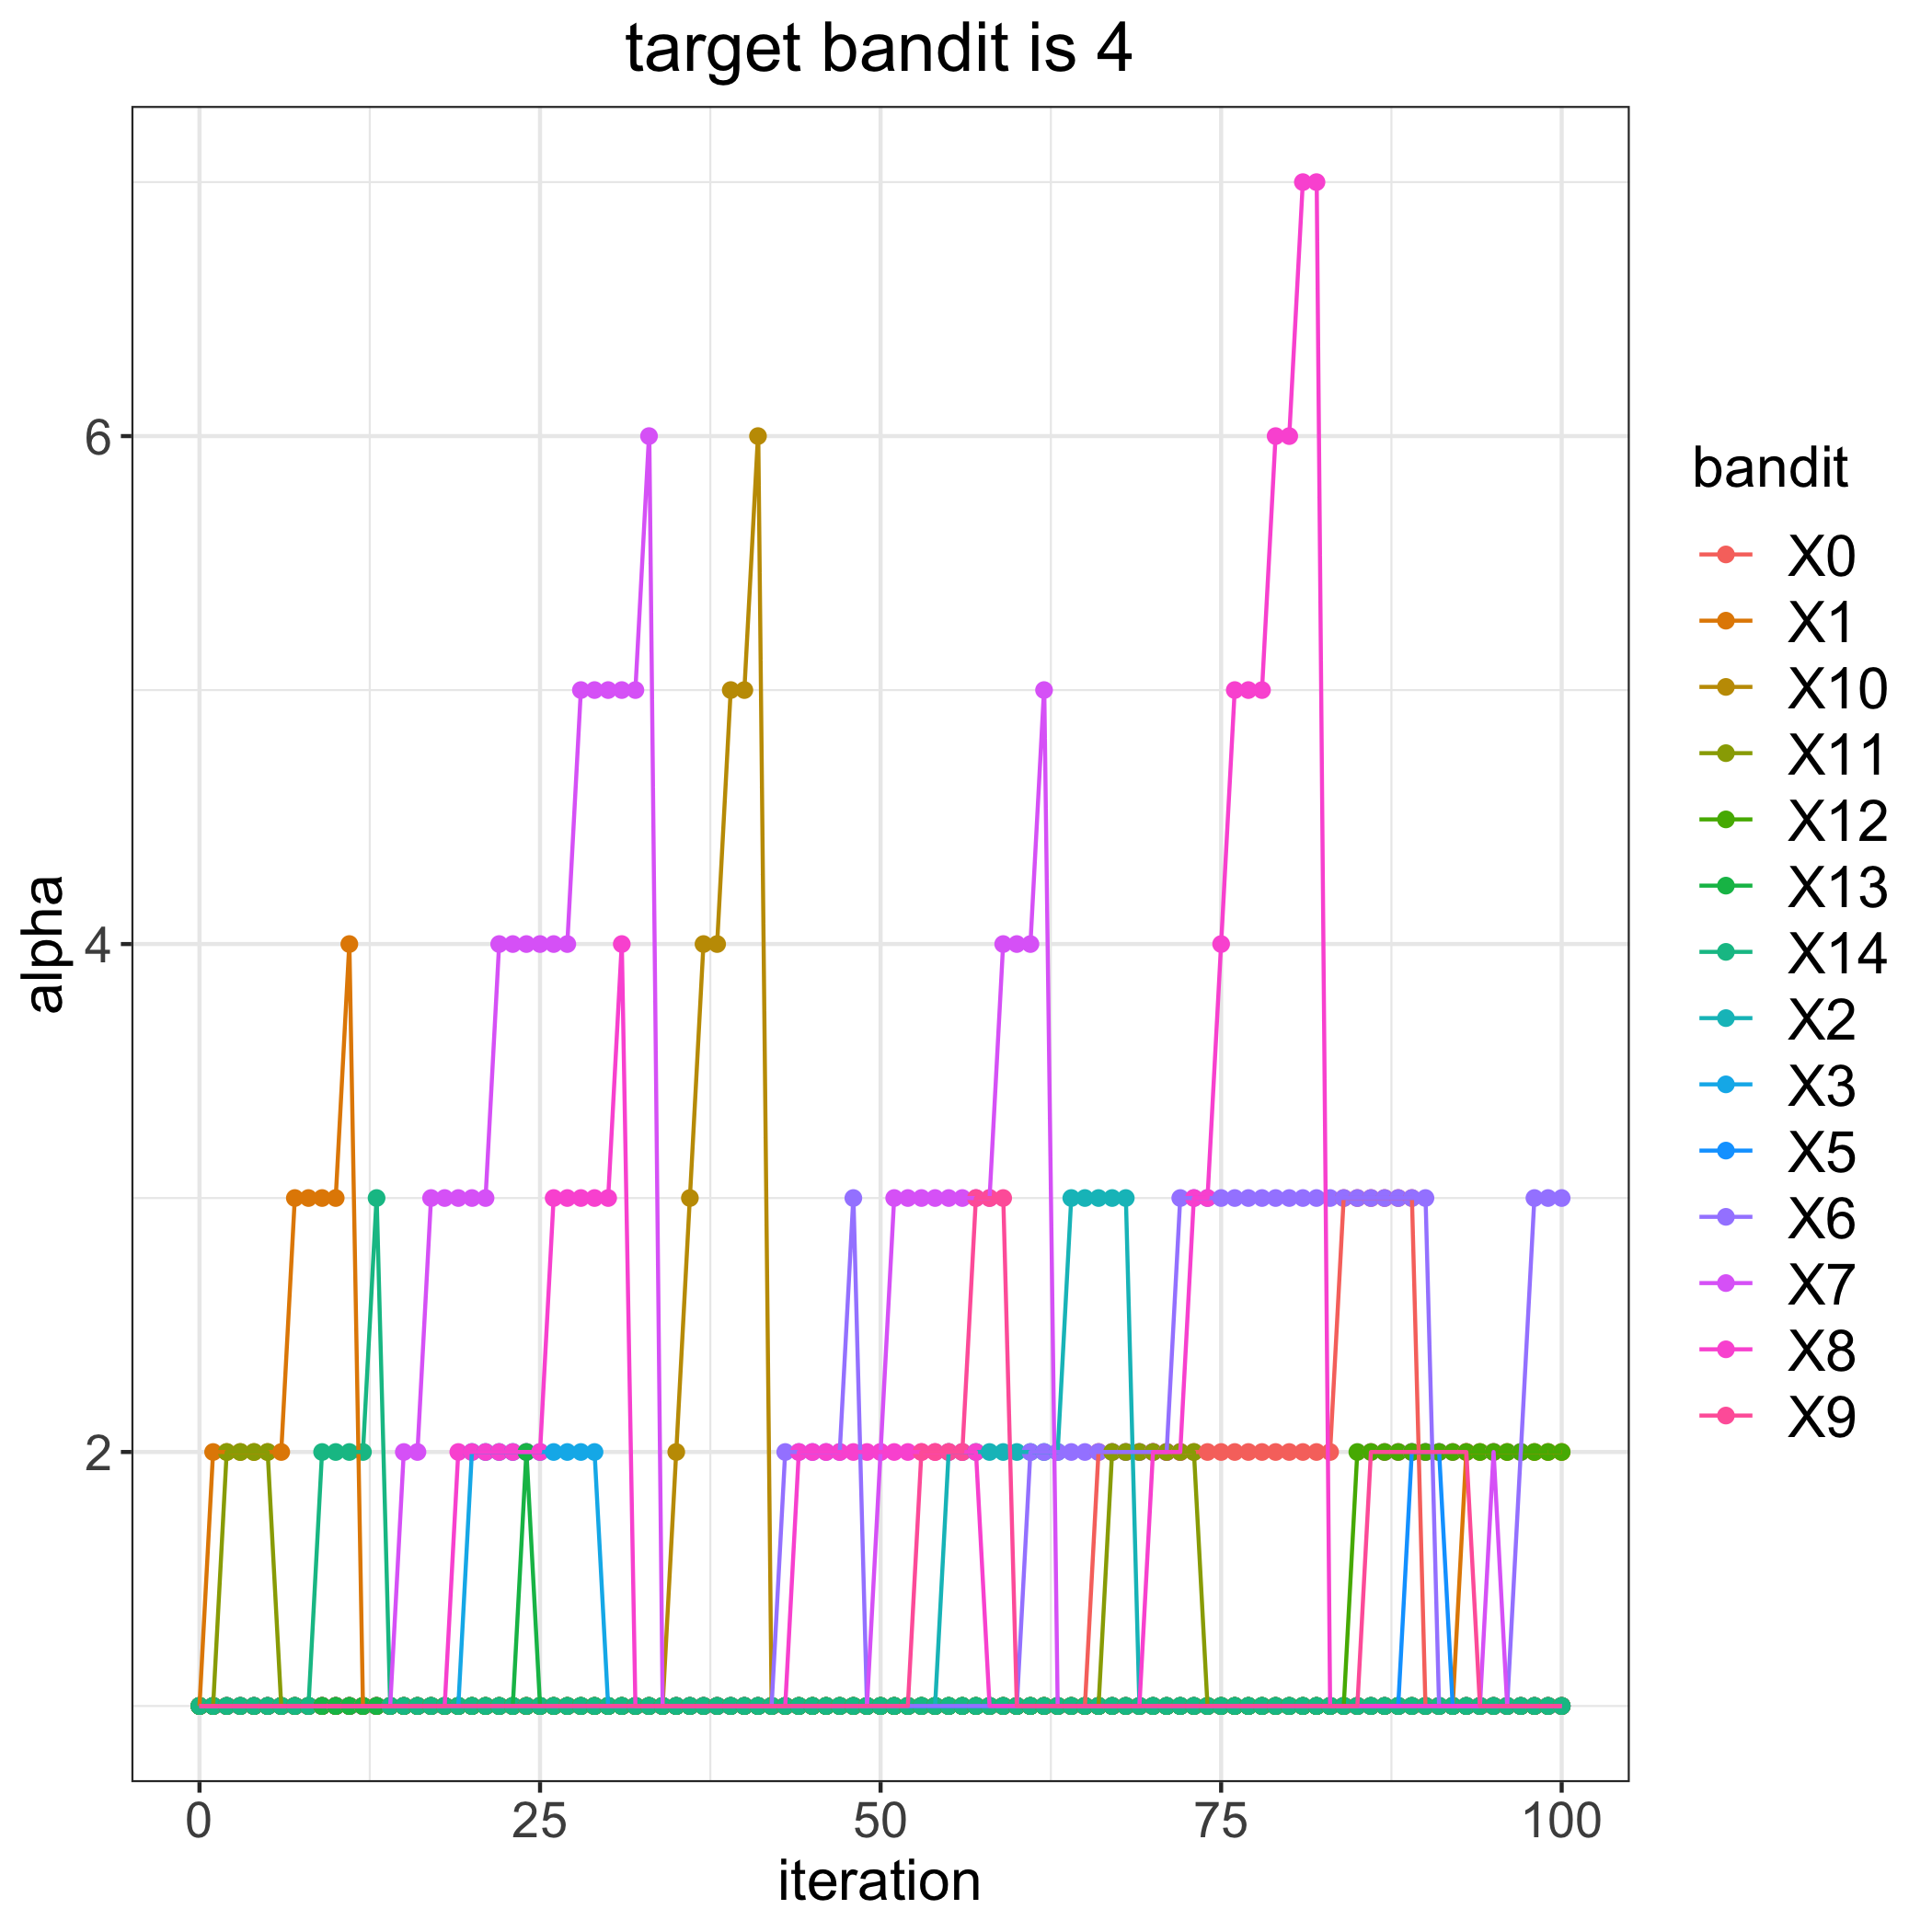 target bandit is 4
alpha
6
4
2
0
25
50
75
100
iteration
bandit
X0
X1
X10
X11
X12
X13
X14
X2
X3
X5
X6
X7
X8
X9